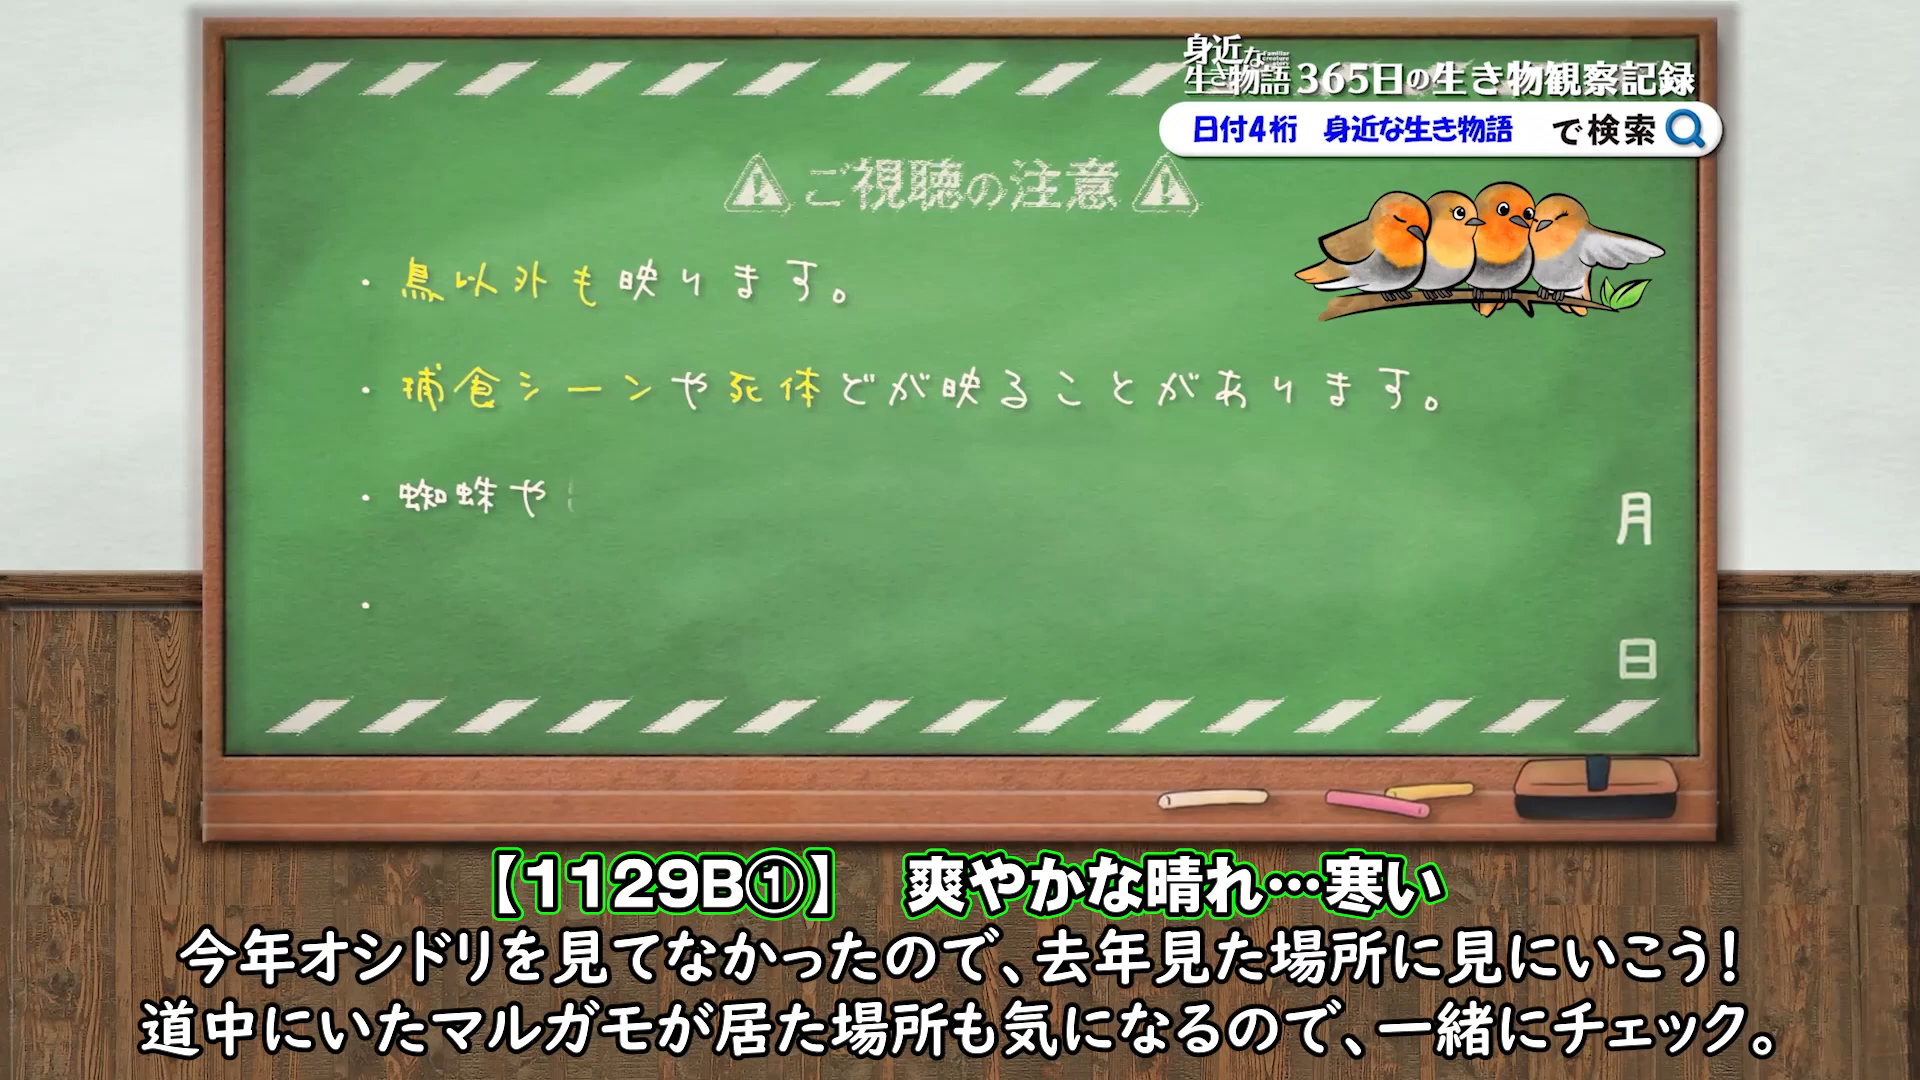 身近な生き物語 365日の生き物観察記録
日付4桁 身近な生き物語 で検索
ご視聴の注意
・鳥以外も映ります。
・捕食シーンや死体どが映ることがあります。
・蜘蛛や
・
月
日
【1129B①】 爽やかな晴れ…寒い
今年オシドリを見てなかったので、去年見た場所に見にいこう!
道中にいたマルガモが居た場所も気になるので、一緒にチェック。